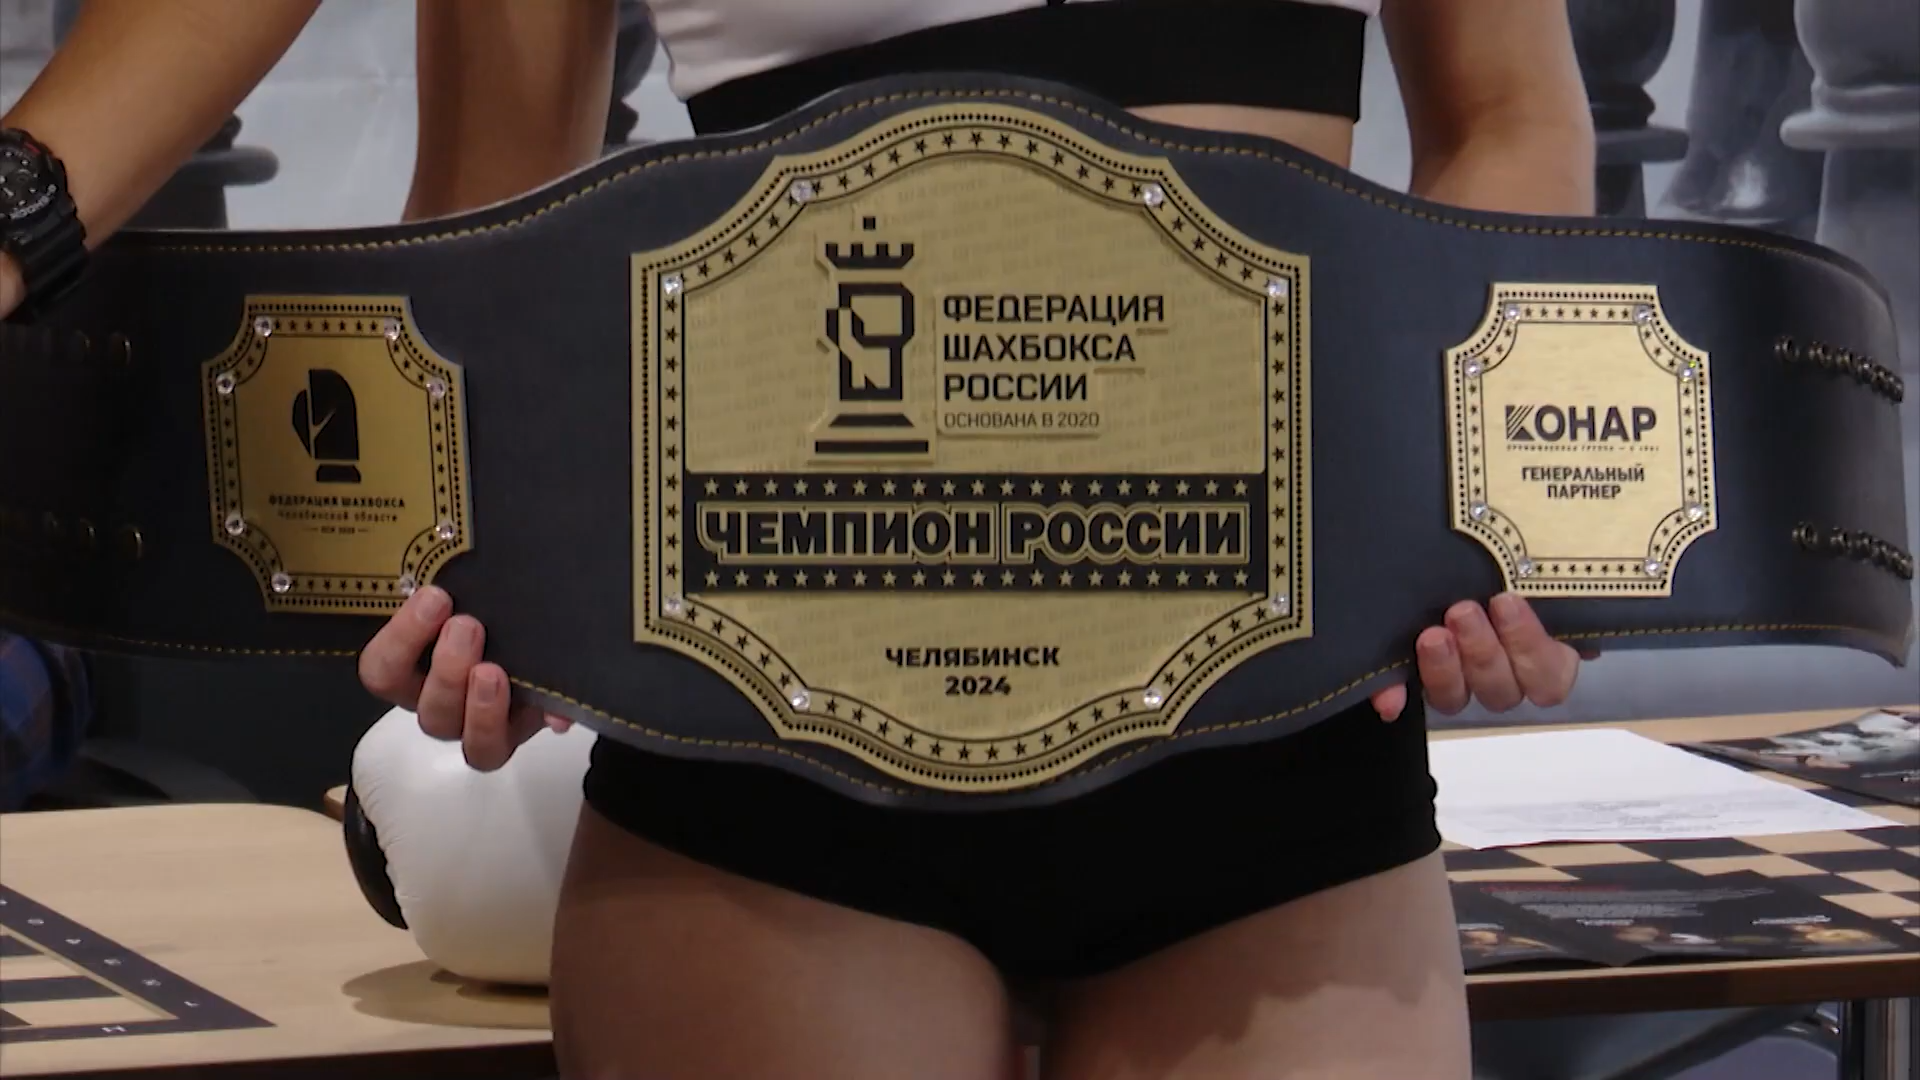 ФЕДЕРАЦИЯ
ШАХБОКСА
РОССИИ
ОСНОВАНА В 2020
ЧЕМПИОН РОССИИ
ЧЕЛЯБИНСК
2024
ФЕДЕРАЦИЯ ШАХБОКСА
Челябинской области
КОНАР
ГЕНЕРАЛЬНЫЙ
ПАРТНЕР